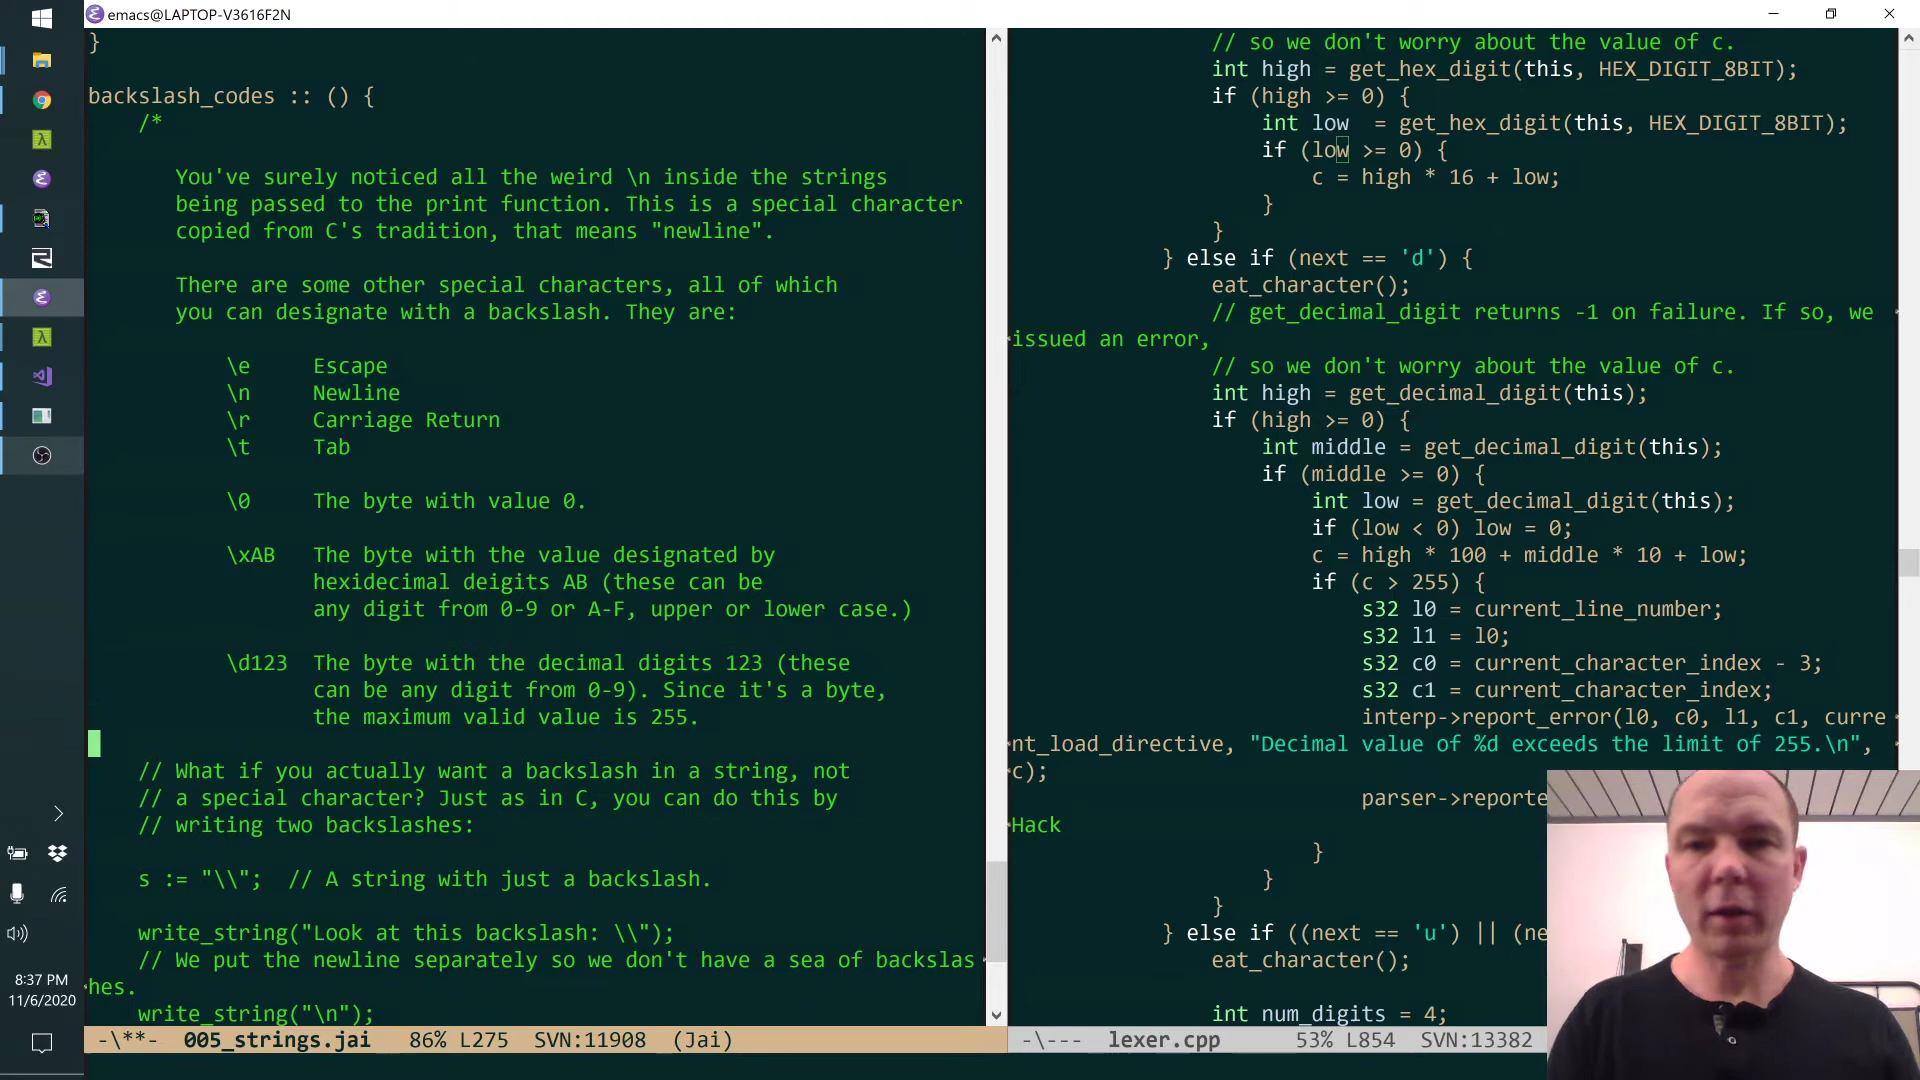 emacs@LAPTOP-V3616F2N
}
backslash_codes :: () {
/*
You've surely noticed all the weird \n inside the strings
being passed to the print function. This is a special character
copied from C's tradition, that means "newline".
There are some other special characters, all of which
you can designate with a backslash. They are:
\e Escape
\n Newline
\r Carriage Return
\t Tab
\0 The byte with value 0.
\xAB The byte with the value designated by
hexidecimal deigits AB (these can be
any digit from 0-9 or A-F, upper or lower case.)
\d123 The byte with the decimal digits 123 (these
can be any digit from 0-9). Since it's a byte,
the maximum valid value is 255.
// What if you actually want a backslash in a string, not
// a special character? Just as in C, you can do this by
// writing two backslashes:
s := "\\"; // A string with just a backslash.
write_string("Look at this backslash: \\");
// We put the newline separately so we don't have a sea of backslas
hes.
write_string("\n");
-\**- 005_strings.jai 86% L275 SVN:11908 (Jai)
// so we don't worry about the value of c.
int high = get_hex_digit(this, HEX_DIGIT_8BIT);
if (high >= 0) {
int low = get_hex_digit(this, HEX_DIGIT_8BIT);
if (low >= 0) {
c = high * 16 + low;
}
}
} else if (next == 'd') {
eat_character();
// get_decimal_digit returns -1 on failure. If so, we
issued an error,
// so we don't worry about the value of c.
int high = get_decimal_digit(this);
if (high >= 0) {
int middle = get_decimal_digit(this);
if (middle >= 0) {
int low = get_decimal_digit(this);
if (low < 0) low = 0;
c = high * 100 + middle * 10 + low;
if (c > 255) {
s32 l0 = current_line_number;
s32 l1 = l0;
s32 c0 = current_character_index - 3;
s32 c1 = current_character_index;
interp->report_error(l0, c0, l1, c1, curre
nt_load_directive, "Decimal value of %d exceeds the limit of 255.\n",
c);
parser->reporte
Hack
}
}
}
} else if ((next == 'u') || (ne
eat_character();
int num_digits = 4;
-\--- lexer.cpp 53% L854 SVN:13382
8:37 PM
11/6/2020